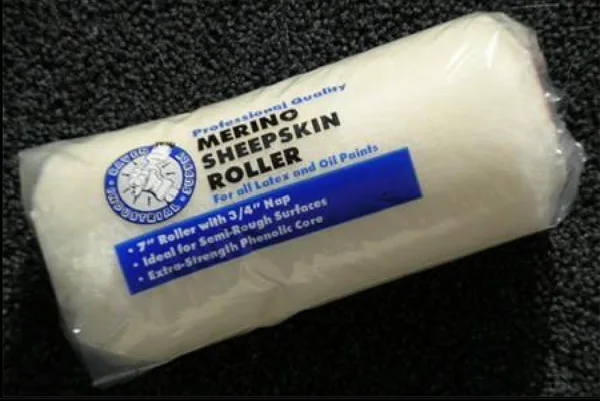 Professional Quality
MERINO
SHEEPSKIN
ROLLER
For all Latex and Oil Paints
• 7" Roller with 3/4" Nap
• Ideal for Semi-Rough Surfaces
• Extra-Strength Phenolic Core
INDUSTRIAL